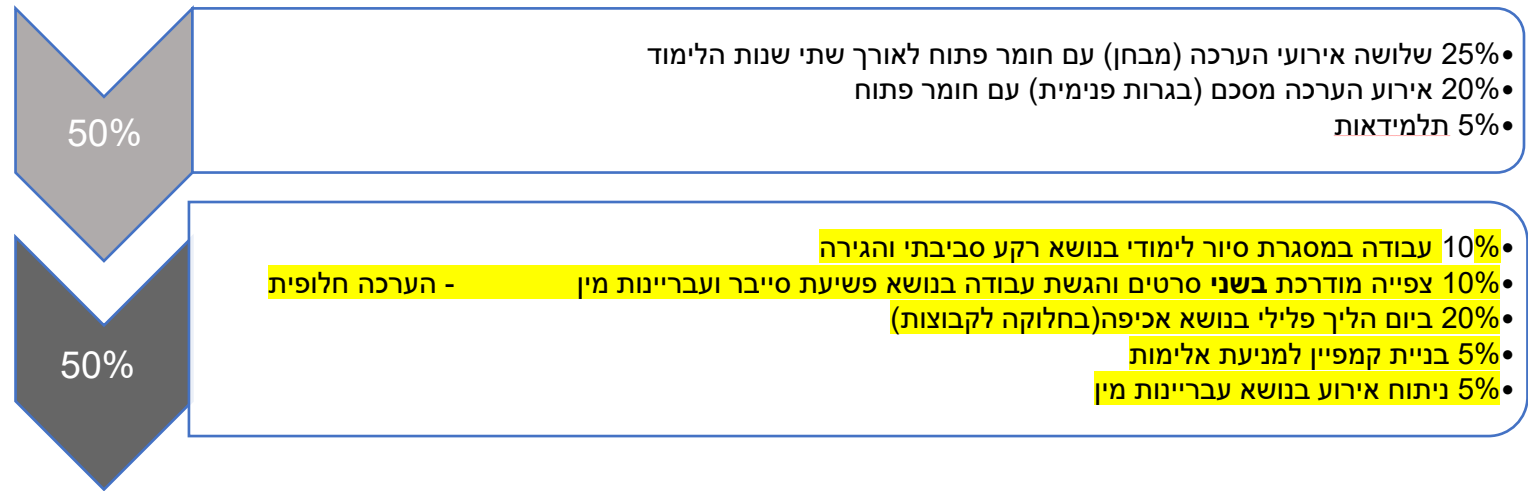 50%
25% שלושה אירועי הערכה (מבחן) עם חומר פתוח לאורך שתי שנות הלימוד
20% אירוע הערכה מסכם (בגרות פנימית) עם חומר פתוח
5% תלמידאות
50%
10% עבודה במסגרת סיור לימודי בנושא רקע סביבתי והגירה
10% צפייה מודרכת בשני סרטים והגשת עבודה בנושא פשיעת סייבר ועבריינות מין - הערכה חלופית
20% ביום הליך פלילי בנושא אכיפה(בחלוקה לקבוצות)
5% בניית קמפיין למניעת אלימות
5% ניתוח אירוע בנושא עבריינות מין